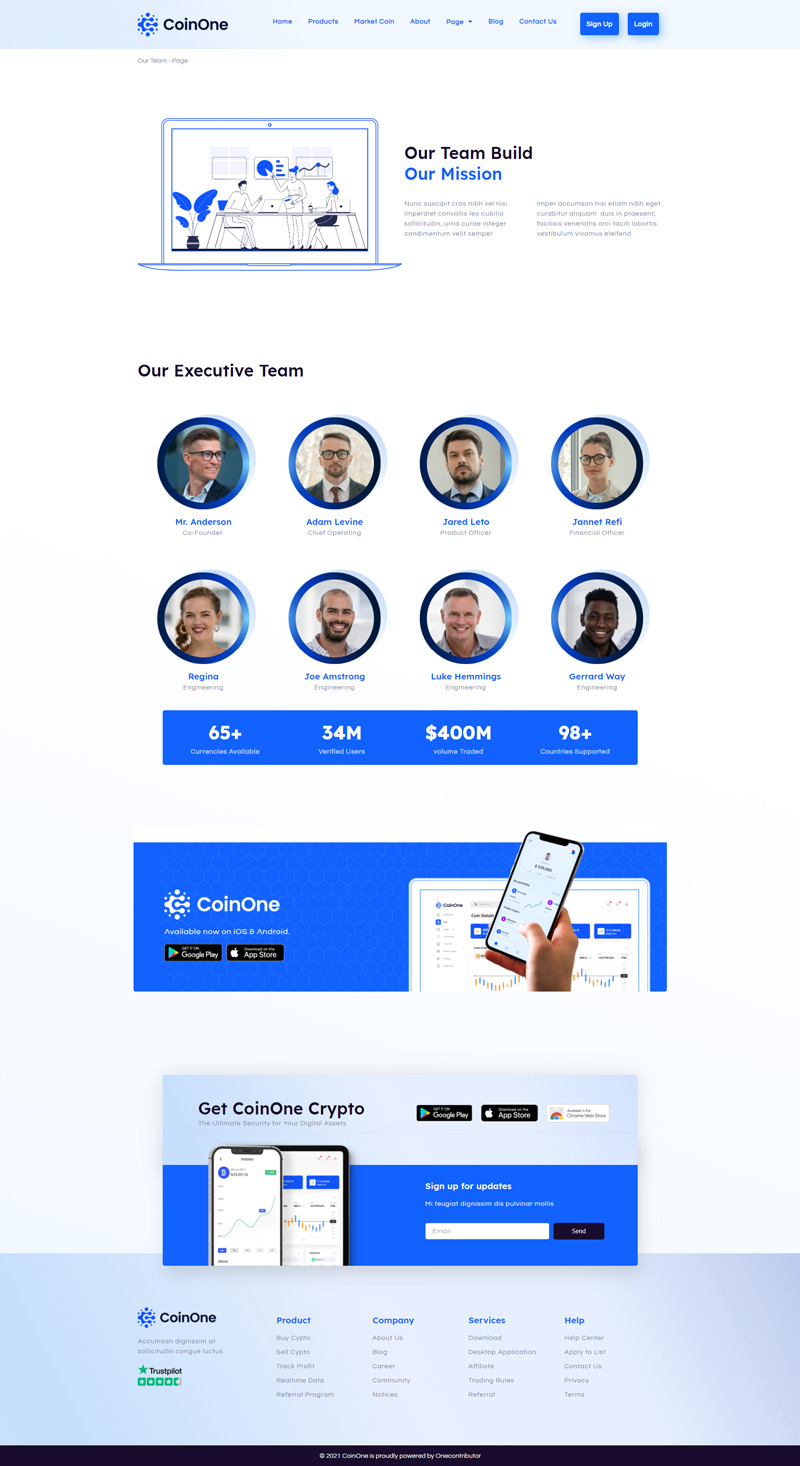 CoinOne
Home Products Market Coin About Page Blog Contact Us Sign Up Login
Our Team - Page
Our Team Build
Our Mission
Nunc suscipit cras nibh vel nisi
imperdiet convallis leo cubilia
sollicitudin, urna curae integer
condimentum velit semper
Imper accumsan nisi etiam nibh eget
curabitur aliquam duis in praesent,
facilisis venenatis orci taciti lobortis
vestibulum vivamus eleifend.
Our Executive Team
Mr. Anderson
Co-Founder
Adam Levine
Chief Operating
Jared Leto
Product Officer
Jannet Refi
Financial Officer
Regina
Engineering
Joe Amstrong
Engineering
Luke Hemmings
Engineering
Gerrard Way
Engineering
65+
Currencies Available
34M
Verified Users
$400M
volume Traded
98+
Countries Supported
CoinOne
Available now on iOS & Android.
GET IT ON
Google Play
Download on the
App Store
CoinOne
Coin Details
Get CoinOne Crypto
The Ultimate Security for Your Digital Assets
GET IT ON
Google Play
Download on the
App Store
Available in the
Chrome Web Store
Sign up for updates
Mi feugiat dignissim dis pulvinar mollis
Email
Send
About
CoinOne
Accumsan dignissim at
sollicitudin congue luctus
Trustpilot
Product
Buy Cypto
Sell Cypto
Track Profit
Realtime Data
Referral Program
Company
About Us
Blog
Career
Community
Notices
Services
Download
Desktop Application
Affiliate
Trading Rules
Referral
Help
Help Center
Apply to List
Contact Us
Privacy
Terms
© 2021 CoinOne is proudly powered by Onecontributor